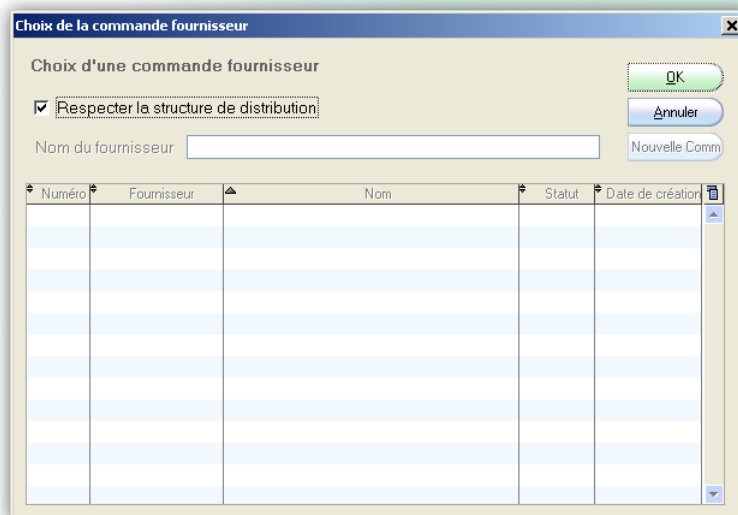 Choix de la commande fournisseur
Choix d'une commande fournisseur
OK
Respecter la structure de distribution
Annuler
Nom du fournisseur
Nouvelle Comm
Numéro Fournisseur Nom Statut Date de création